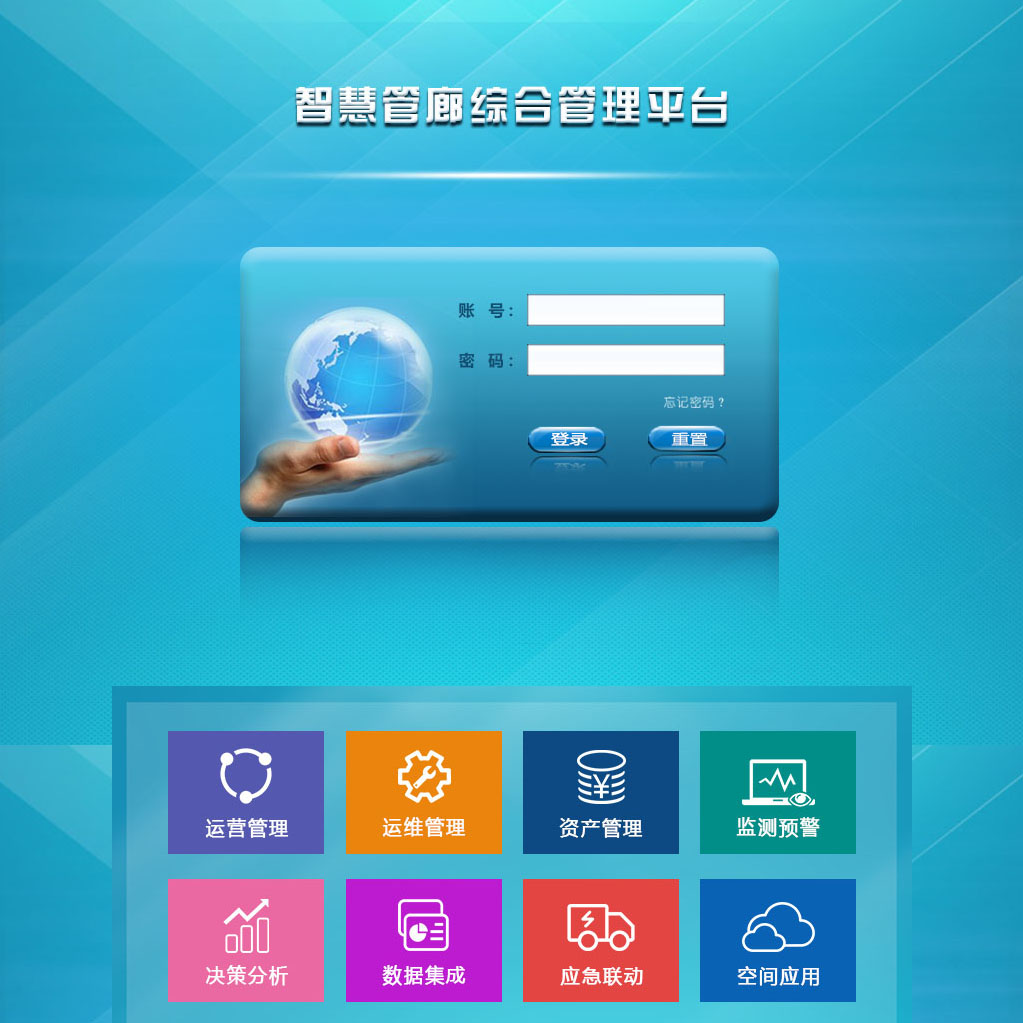 智慧管廊综合管理平台
账 号：
密 码：
忘记密码？
登录 重置
运营管理 运维管理 资产管理 监测预警
决策分析 数据集成 应急联动 空间应用